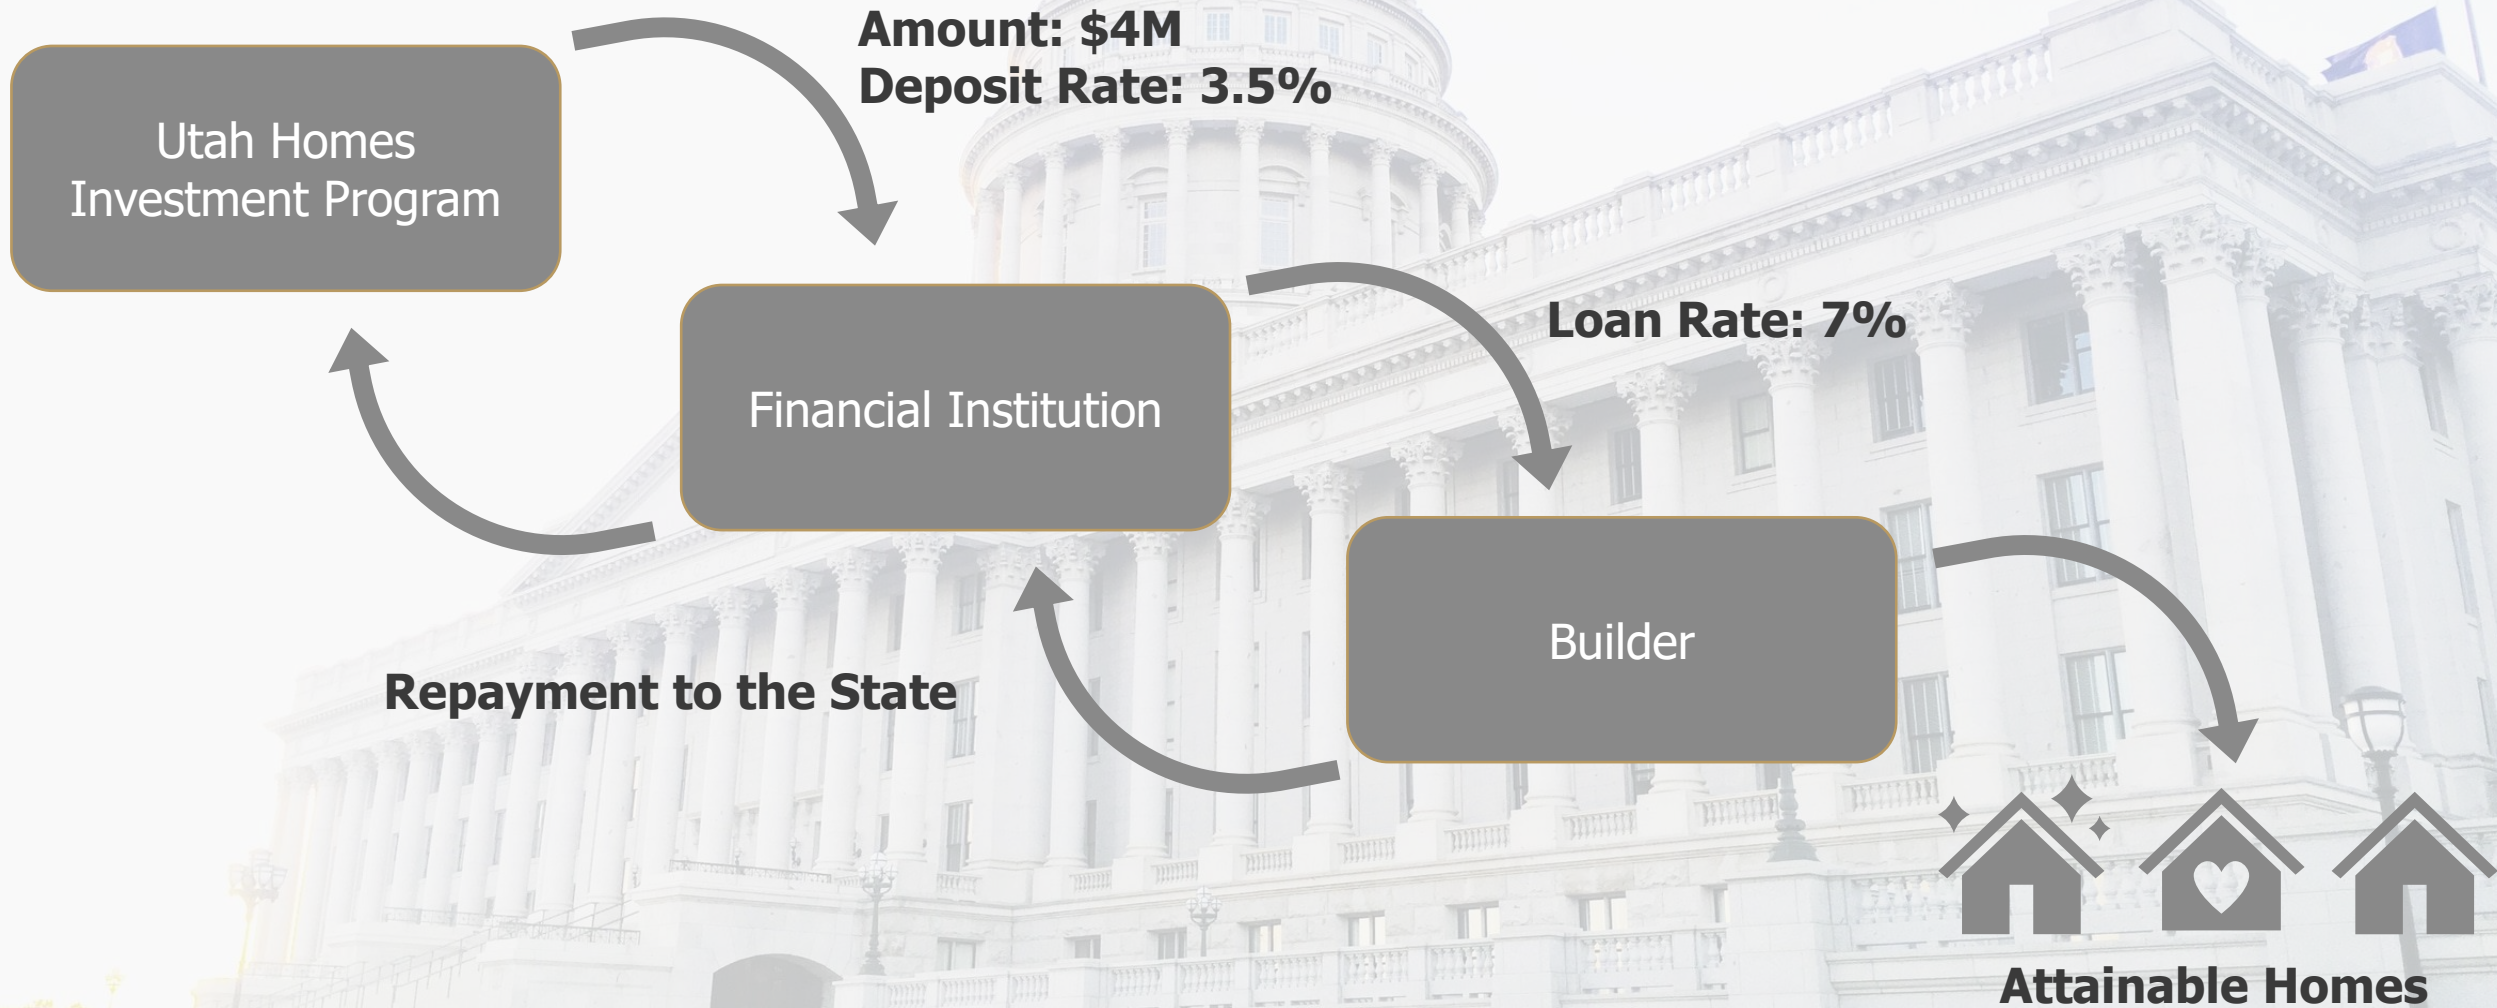 Amount: $4M
Deposit Rate: 3.5%
Utah Homes
Investment Program
Loan Rate: 7%
Financial Institution
Builder
Repayment to the State
Attainable Homes